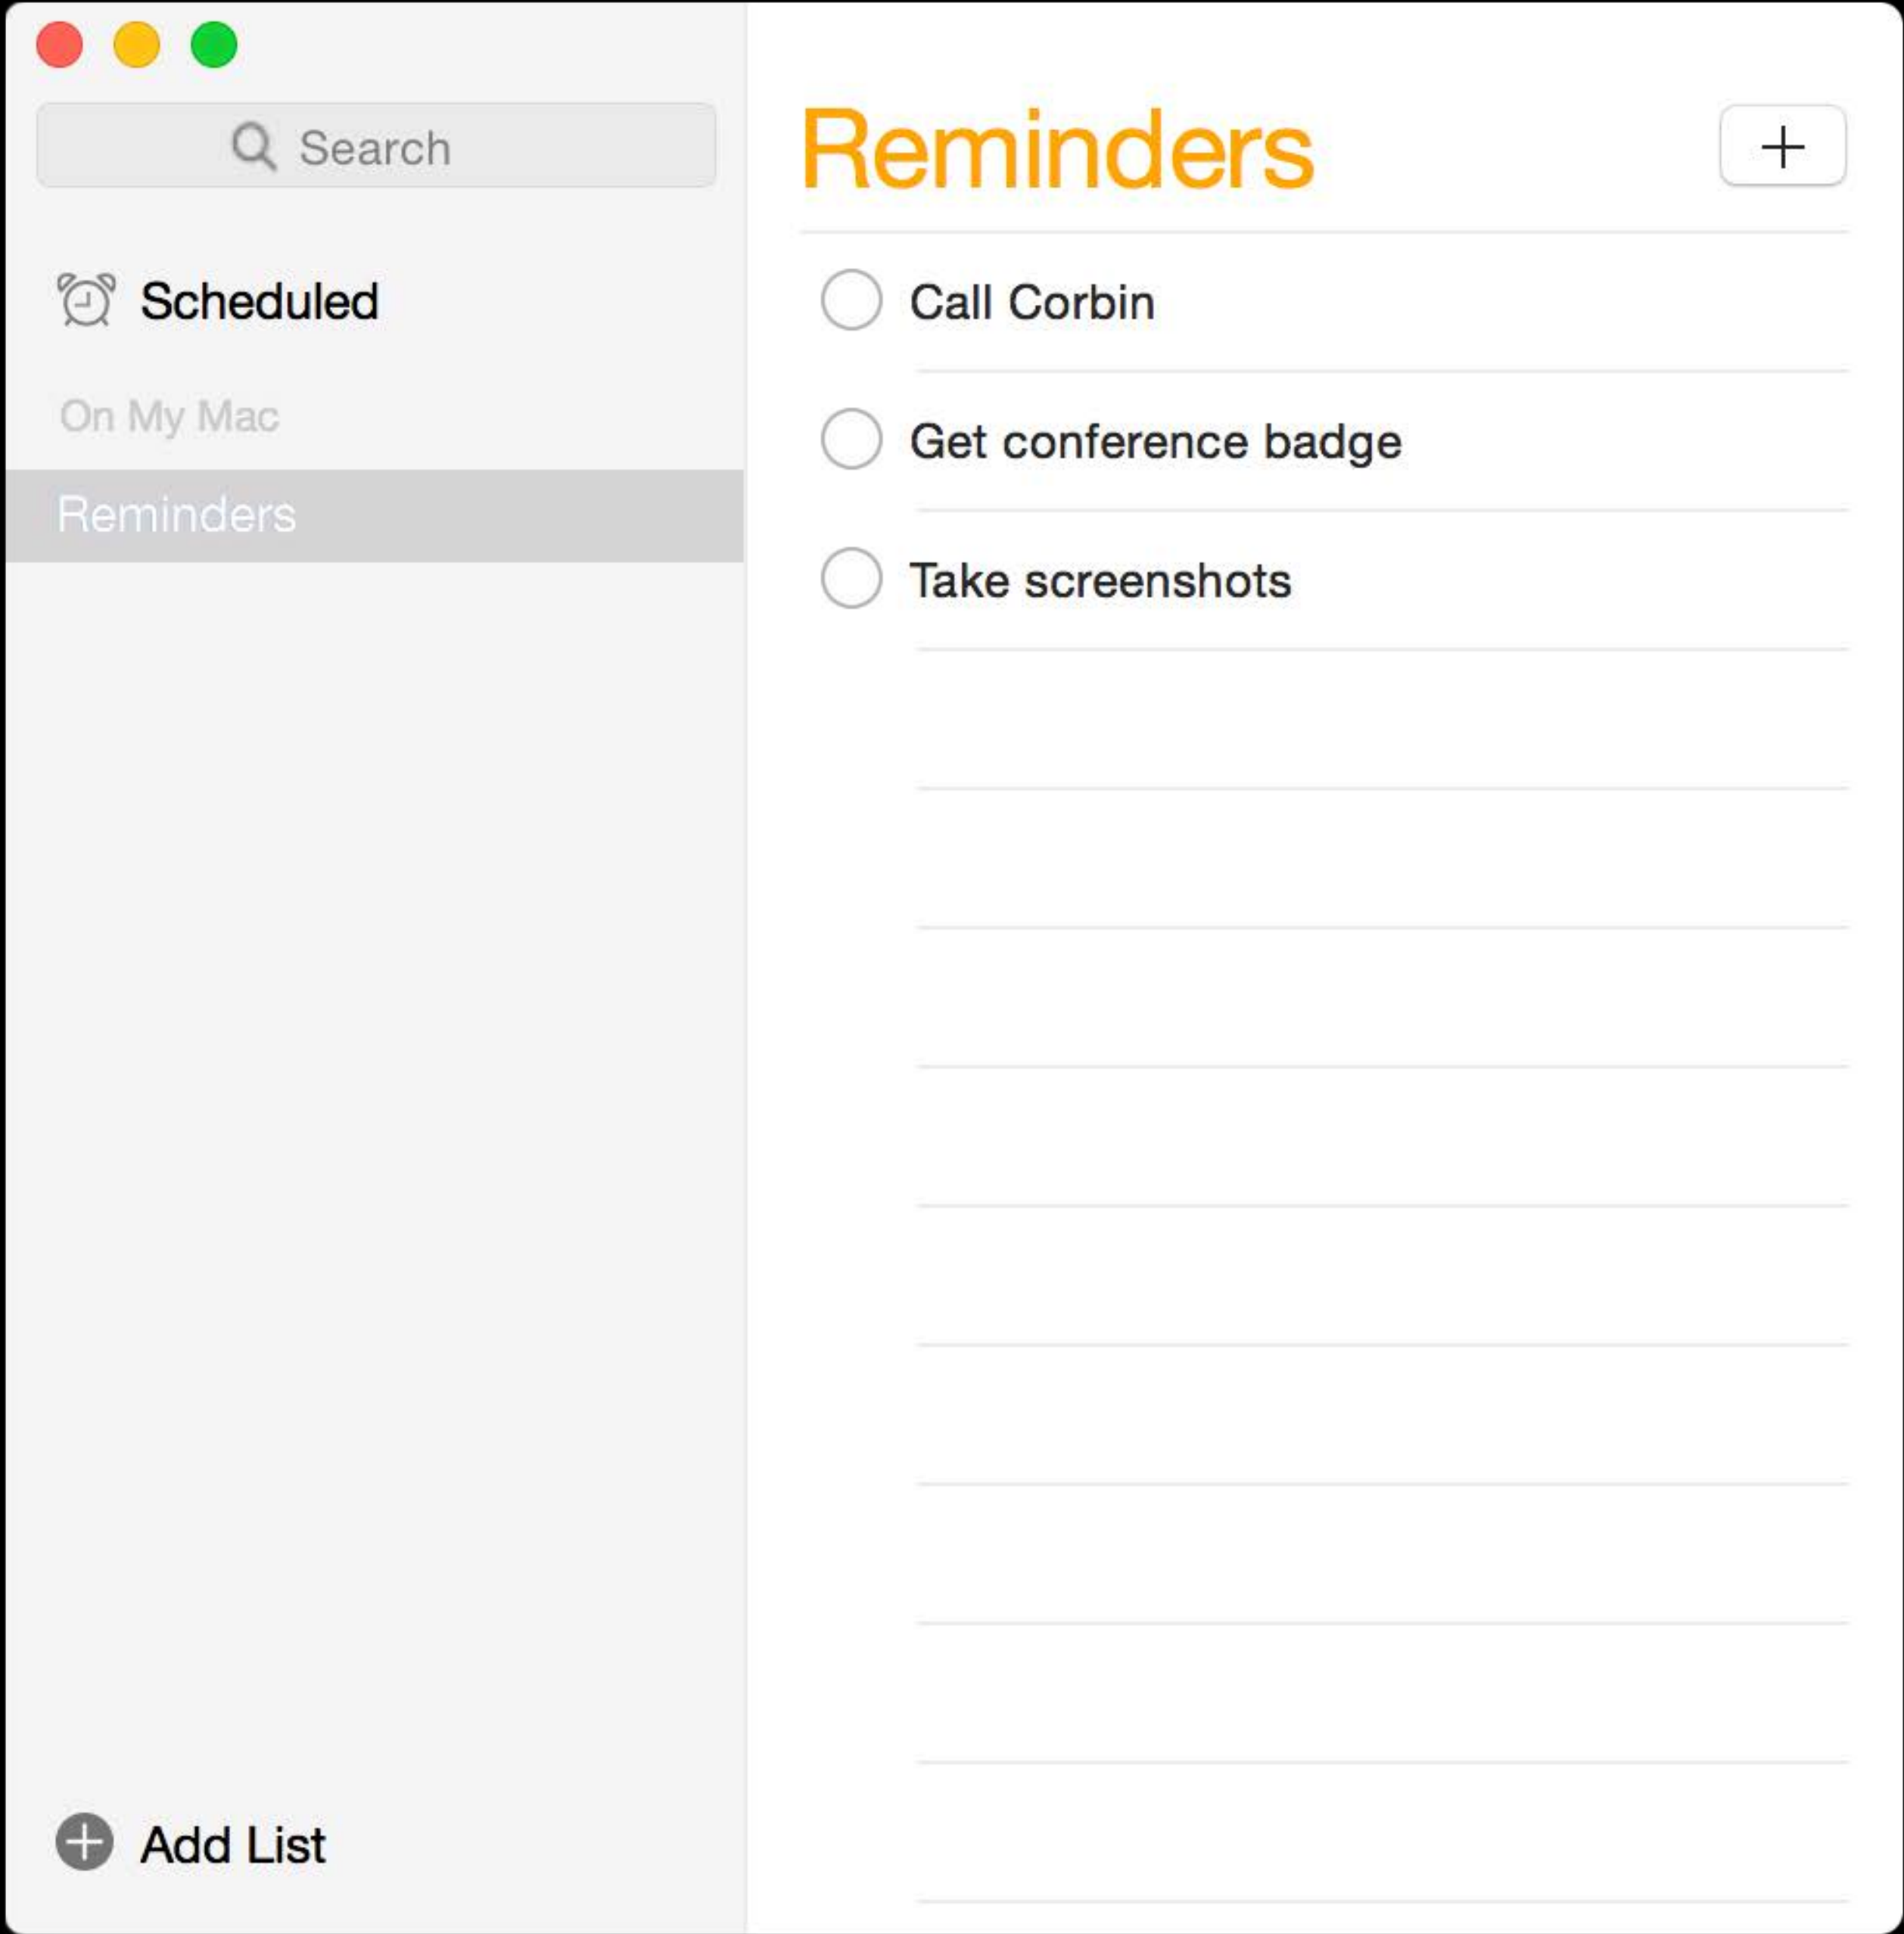 Search
Scheduled
On My Mac
Reminders
Add List
Reminders
Call Corbin
Get conference badge
Take screenshots